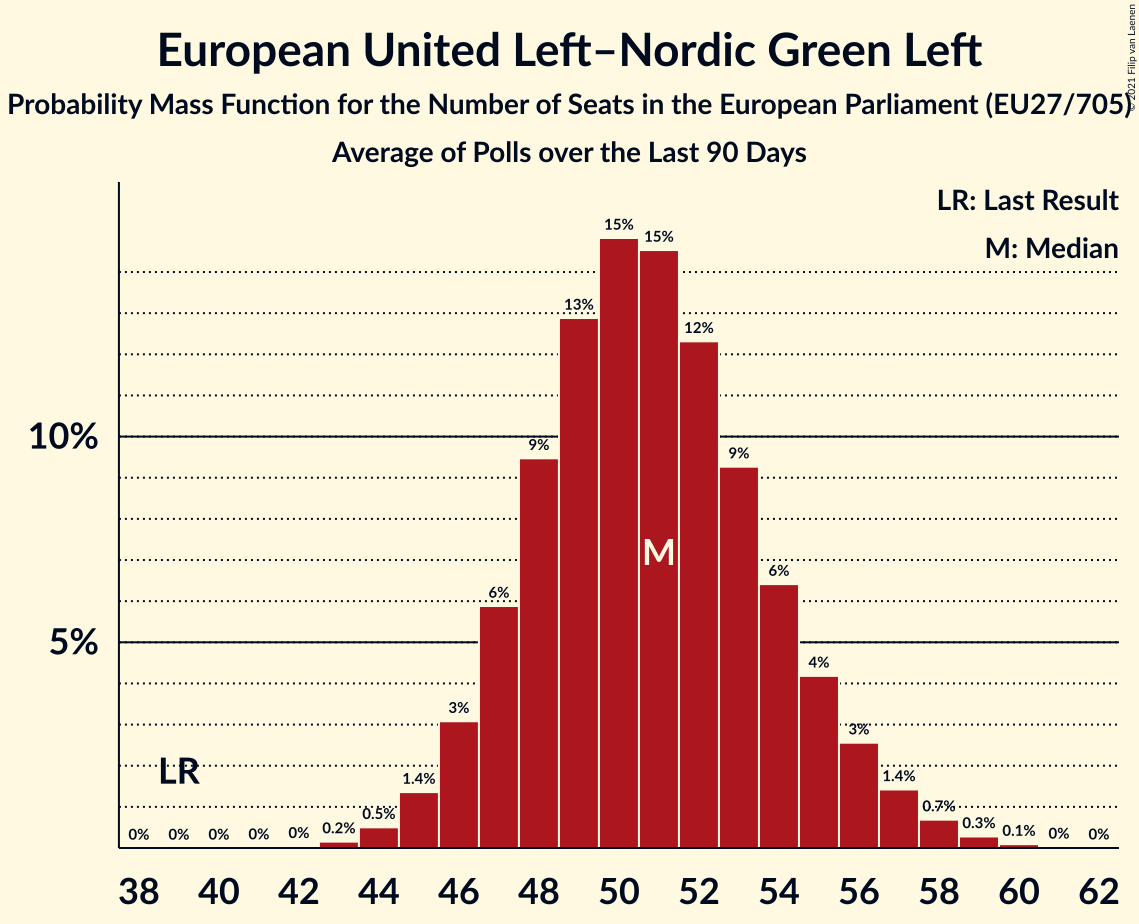 European United Left–Nordic Green Left
Probability Mass Function for the Number of Seats in the European Parliament (EU27/705)
Average of Polls over the Last 90 Days
© 2021 Filip van Laenen
LR: Last Result
M: Median
10%
5%
0% 0% 0% 0% 0% 0.2% 0.5% 1.4% 3% 6% 9% 13% 15% 15% 12% 9% 6% 4% 3% 1.4% 0.7% 0.3% 0.1% 0% 0%
LR
M
38 40 42 44 46 48 50 52 54 56 58 60 62